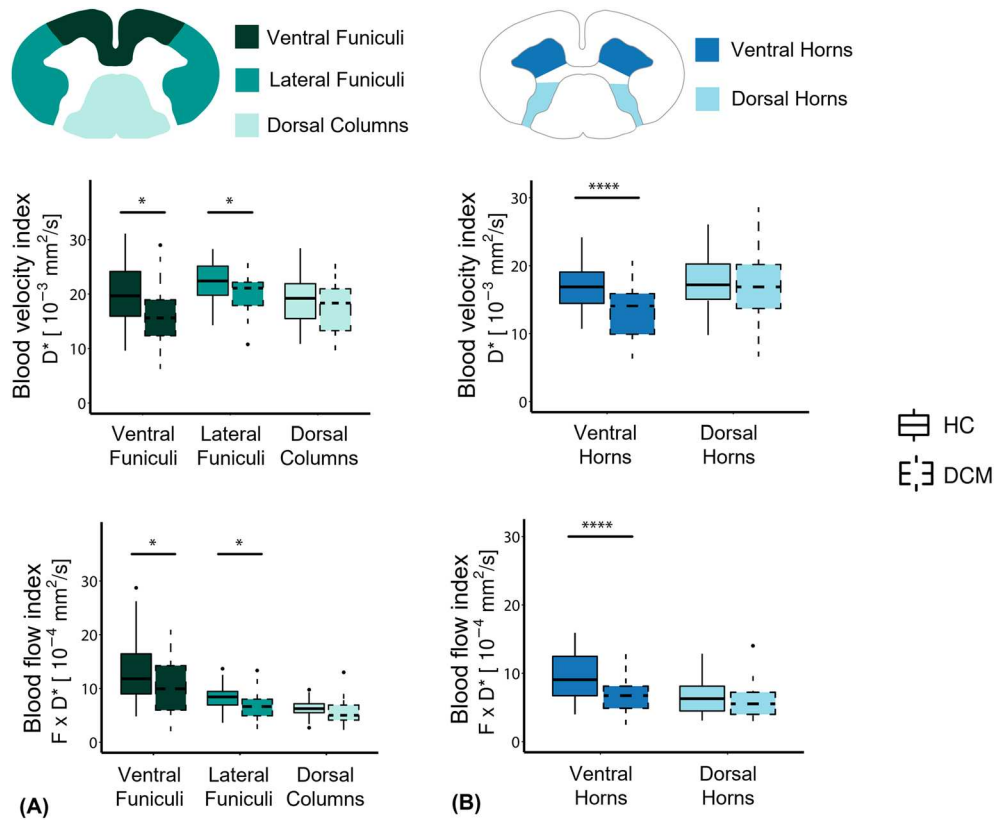 Ventral Funiculi
Lateral Funiculi
Dorsal Columns
Ventral Horns
Dorsal Horns
Blood velocity index
D* [ 10−3 mm2/s]
30
20
10
0
*
*
Ventral
Funiculi
Lateral
Funiculi
Dorsal
Columns
Blood velocity index
D* [ 10−3 mm2/s]
30
20
10
0
****
Ventral
Horns
Dorsal
Horns
HC
DCM
Blood flow index
F x D* [ 10−4 mm2/s]
30
20
10
0
*
*
Ventral
Funiculi
Lateral
Funiculi
Dorsal
Columns
(A)
Blood flow index
F x D* [ 10−4 mm2/s]
30
20
10
0
****
Ventral
Horns
Dorsal
Horns
(B)